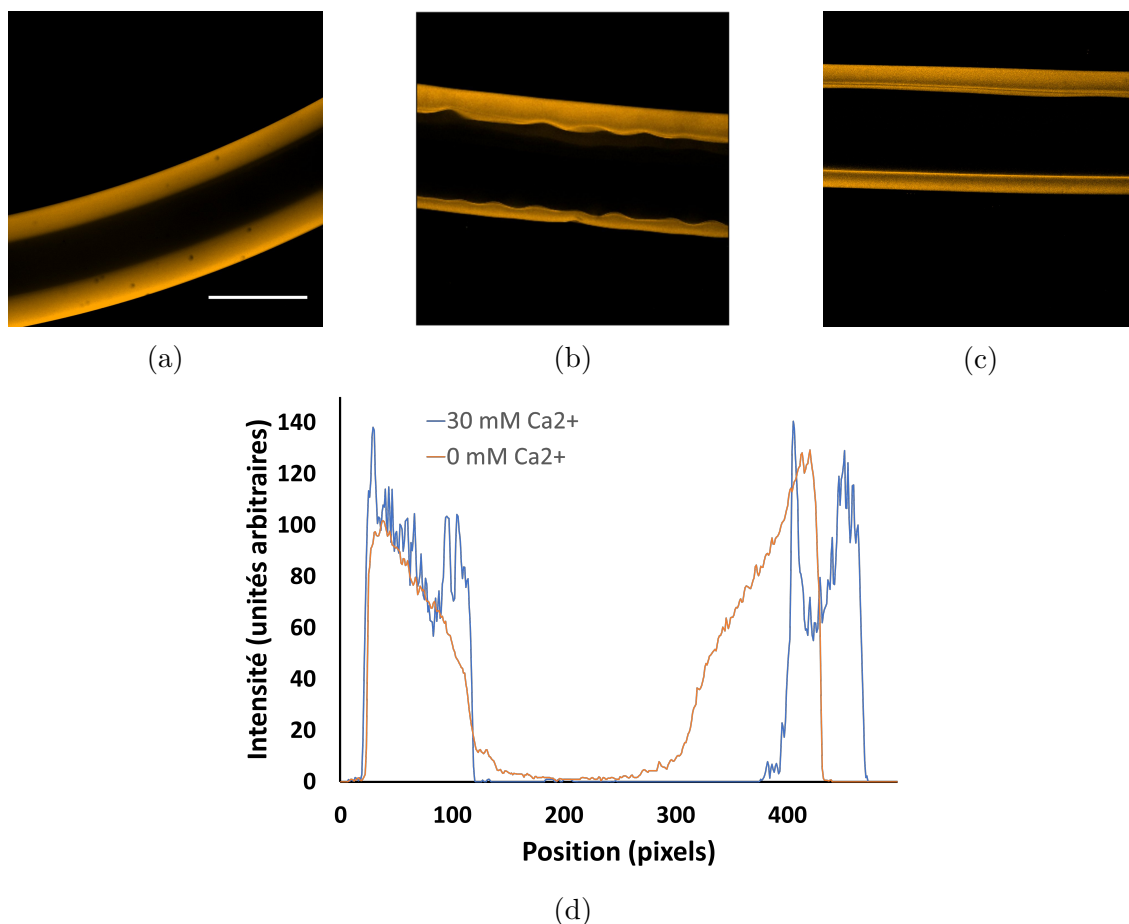 (a)
(b)
(c)
Intensité (unités arbitraires)
140
120
100
80
60
40
20
0
30 mM Ca2+
0 mM Ca2+
0
100
200
300
400
Position (pixels)
(d)